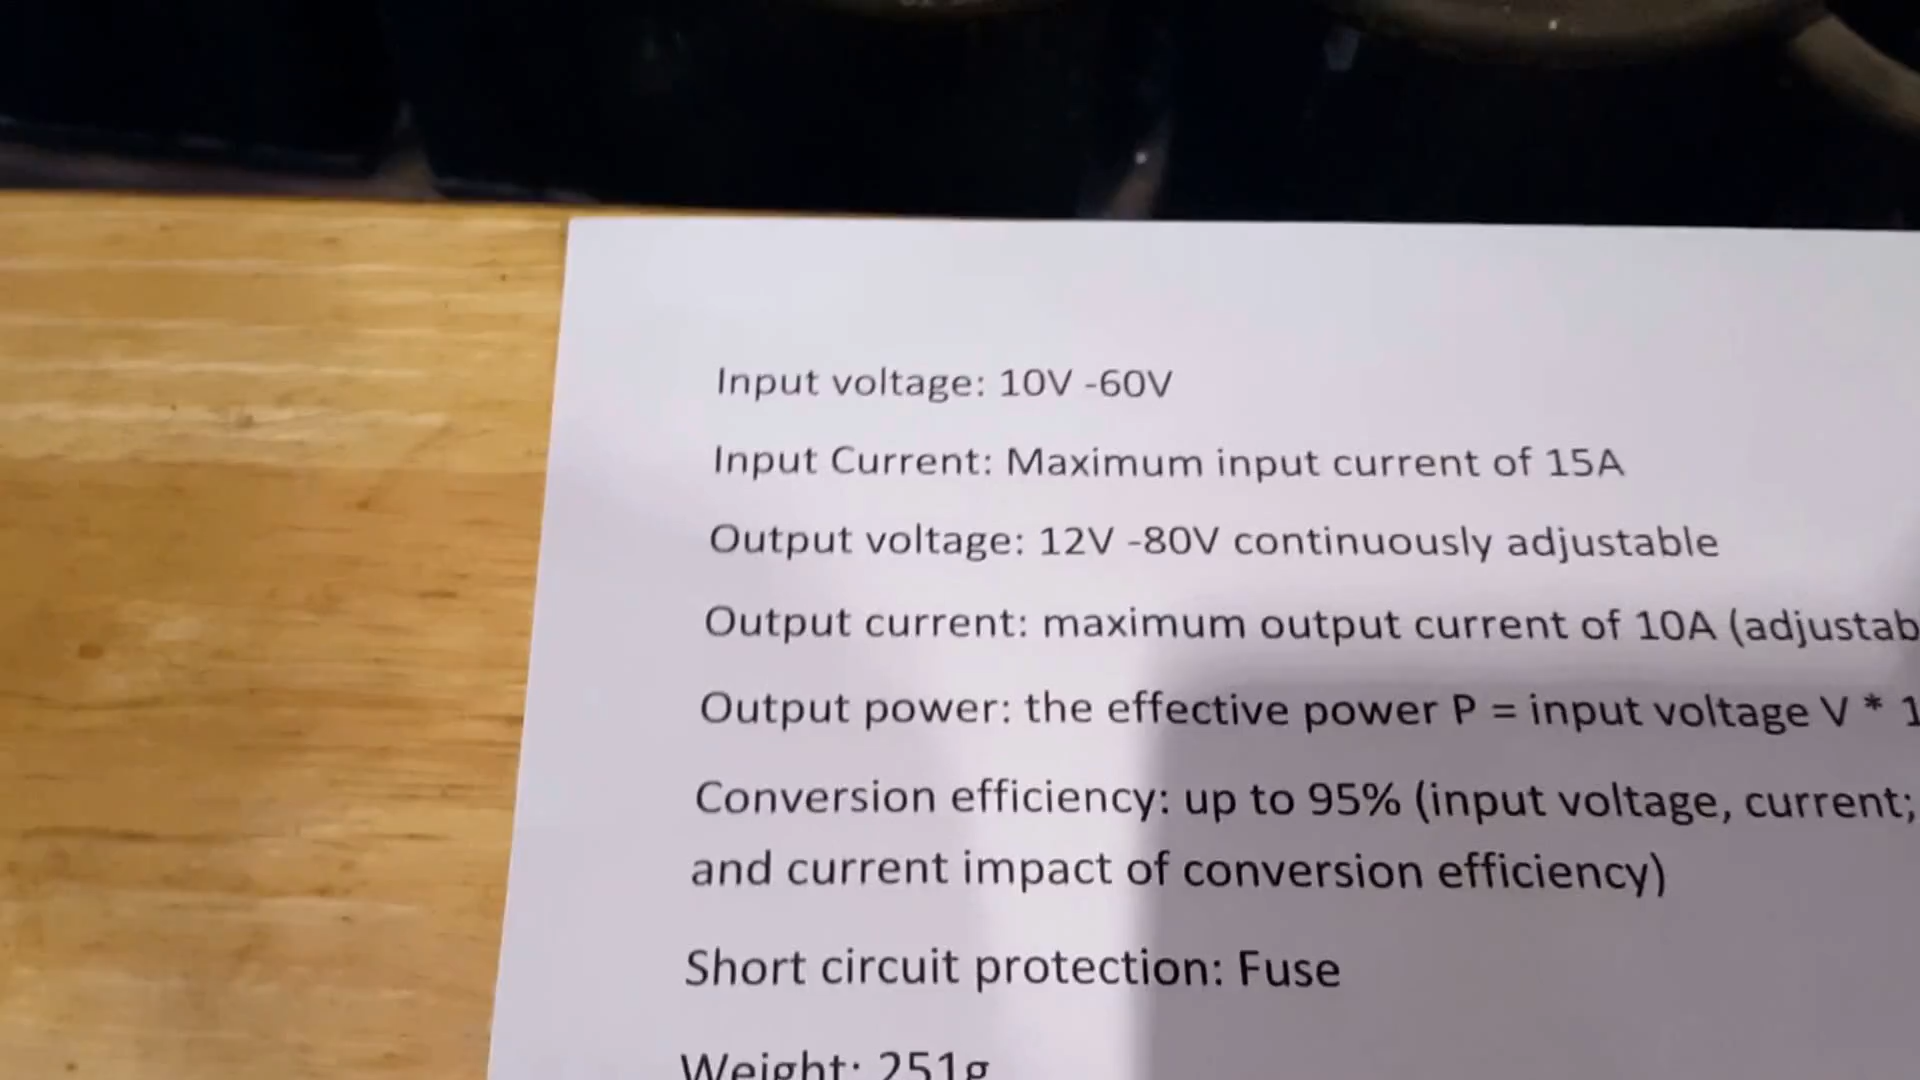 Input voltage: 10V -60V
Input Current: Maximum input current of 15A
Output voltage: 12V -80V continuously adjustable
Output current: maximum output current of 10A
Output power: the effective power P = input voltage V *
Conversion efficiency: up to 95% (input voltage, current;
and current impact of conversion efficiency)
Short circuit protection: Fuse
Weight: 251g